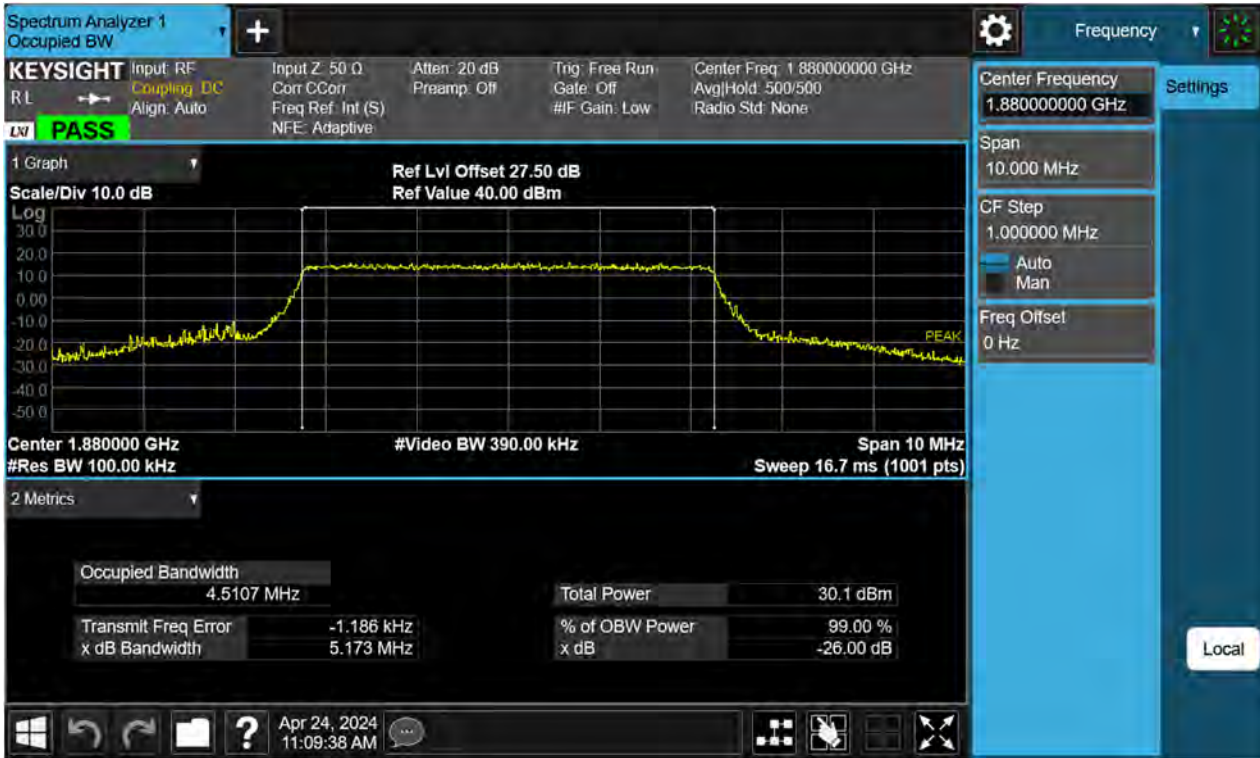 Spectrum Analyzer 1
Occupied BW
+
Frequency
KEYSIGHT
RL
LXI
PASS
Input: RF
Coupling: DC
Align: Auto
Input Z: 50 Ω
Corr CCorr
Freq Ref: Int (S)
NFE: Adaptive
Atten: 20 dB
Preamp: Off
Trig: Free Run
Gate: Off
#IF Gain: Low
Center Freq: 1.880000000 GHz
Avg|Hold: 500/500
Radio Std: None
1 Graph
Scale/Div 10.0 dB
Ref Lvl Offset 27.50 dB
Ref Value 40.00 dBm
Log
30.0
20.0
10.0
0.00
-10.0
-20.0
-30.0
-40.0
-50.0
PEAK
Center 1.880000 GHz
#Res BW 100.00 kHz
#Video BW 390.00 kHz
Span 10 MHz
Sweep 16.7 ms (1001 pts)
2 Metrics
Occupied Bandwidth
4.5107 MHz
Transmit Freq Error -1.186 kHz
x dB Bandwidth 5.173 MHz
Total Power 30.1 dBm
% of OBW Power 99.00 %
x dB -26.00 dB
?
Apr 24, 2024
11:09:38 AM
Center Frequency
1.880000000 GHz
Span
10.000 MHz
CF Step
1.000000 MHz
Auto
Man
Freq Offset
0 Hz
Settings
Local